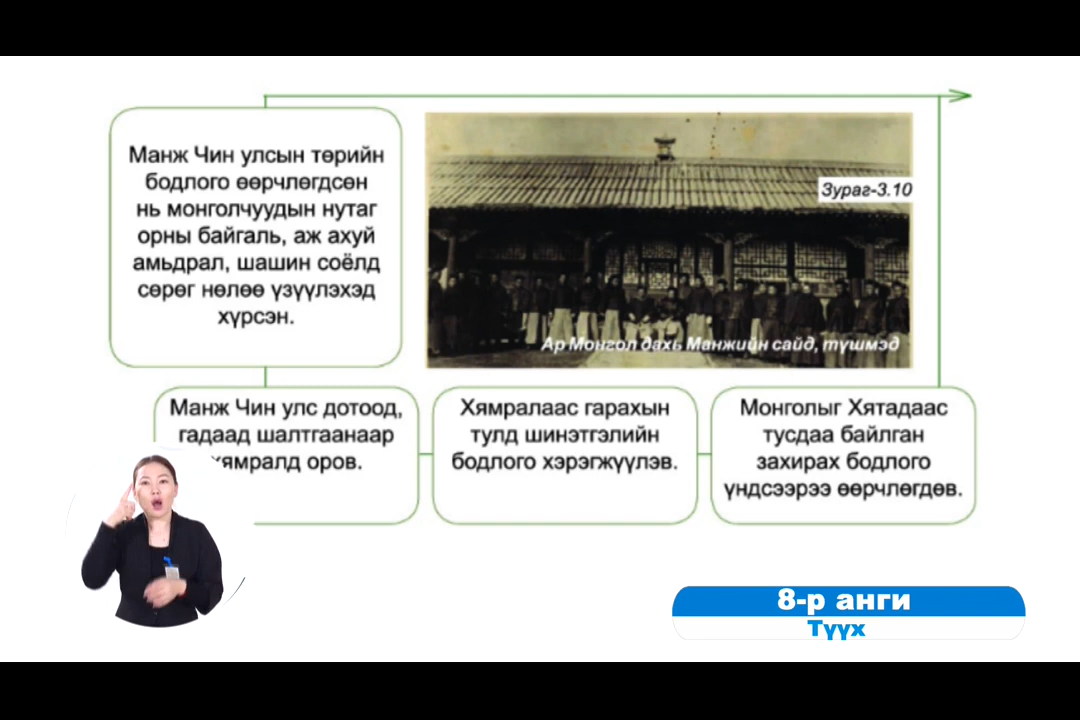 Манж Чин улсын төрийн
бодлого өөрчлөгдсөн
нь монголчуудын нутаг
орны байгаль, аж ахуй
амьдрал, шашин соёлд
сөрөг нөлөө үзүүлэхэд
хүрсэн.
Зураг-3.10
Ар Монгол дахь Манжийн сайд, түшмэд
Манж Чин улс дотоод,
гадаад шалтгаанаар
хямралд оров.
Хямралаас гарахын
тулд шинэтгэлийн
бодлого хэрэгжүүлэв.
Монголыг Хятадаас
тусдаа байлган
захирах бодлого
үндсээрээ өөрчлөгдөв.
8-р анги
Түүх